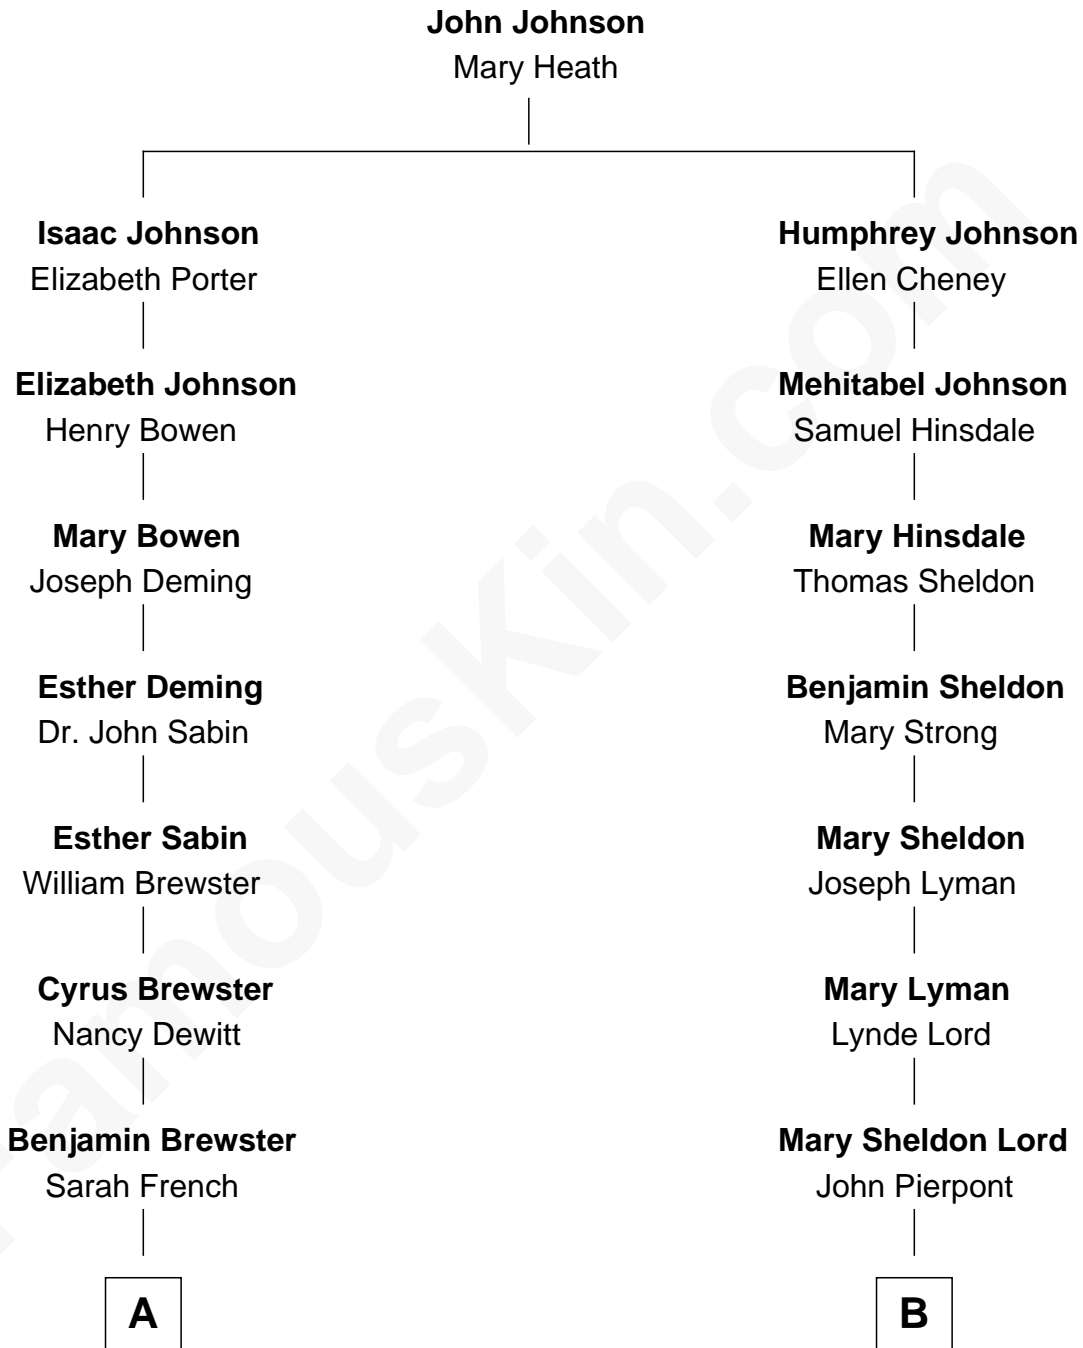 John Johnson
Mary Heath
Isaac Johnson
Elizabeth Porter
Humphrey Johnson
Ellen Cheney
Elizabeth Johnson
Henry Bowen
Mehitabel Johnson
Samuel Hinsdale
Mary Bowen
Joseph Deming
Mary Hinsdale
Thomas Sheldon
Esther Deming
Dr. John Sabin
Benjamin Sheldon
Mary Strong
Esther Sabin
William Brewster
Mary Sheldon
Joseph Lyman
Cyrus Brewster
Nancy Dewitt
Mary Lyman
Lynde Lord
Benjamin Brewster
Sarah French
Mary Sheldon Lord
John Pierpont
A
B
FamousKin.com